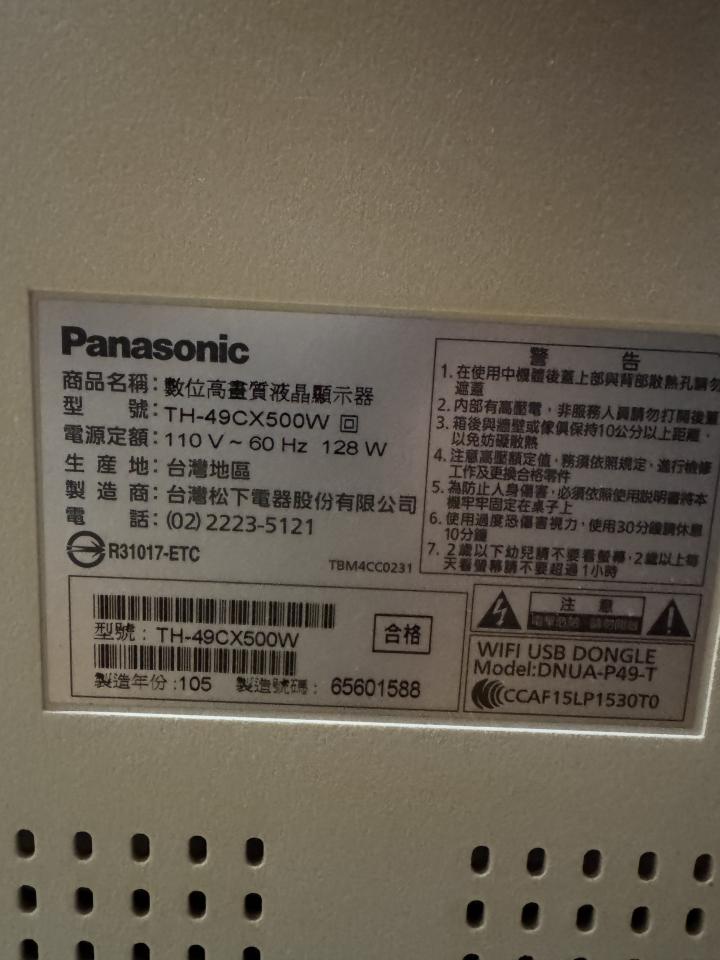 Panasonic
商品名稱：數位高畫質液晶顯示器
型　　號：TH-49CX500W 回
電源定額：110 V ~ 60 Hz 128 W
生 產 地：台灣地區
製 造 商：台灣松下電器股份有限公司
電　　話：(02) 2223-5121
R31017-ETC
TBM4CC0231
警　告
1. 在使用中機體後蓋上部與背部散熱孔請勿
遮蓋
2. 內部有高壓電，非服務人員請勿打開後蓋
3. 箱後與牆壁或傢俱保持10公分以上距離，
以免妨礙散熱
4. 注意高壓額定值，務須依照規定，進行檢修
工作及更換合格零件
5. 為防止人身傷害，必須依照使用說明書將本
機牢牢固定在桌子上
6. 使用過度恐傷害視力，使用30分鐘請休息
10分鐘
7. 2歲以下幼兒請不要看螢幕，2歲以上每
天看螢幕請不要超過1小時
型號：TH-49CX500W
合格
製造年份:105 製造號碼：65601588
注　意
電擊危險 請勿開啟
WIFI USB DONGLE
Model:DNUA-P49-T
CCAF15LP1530T0